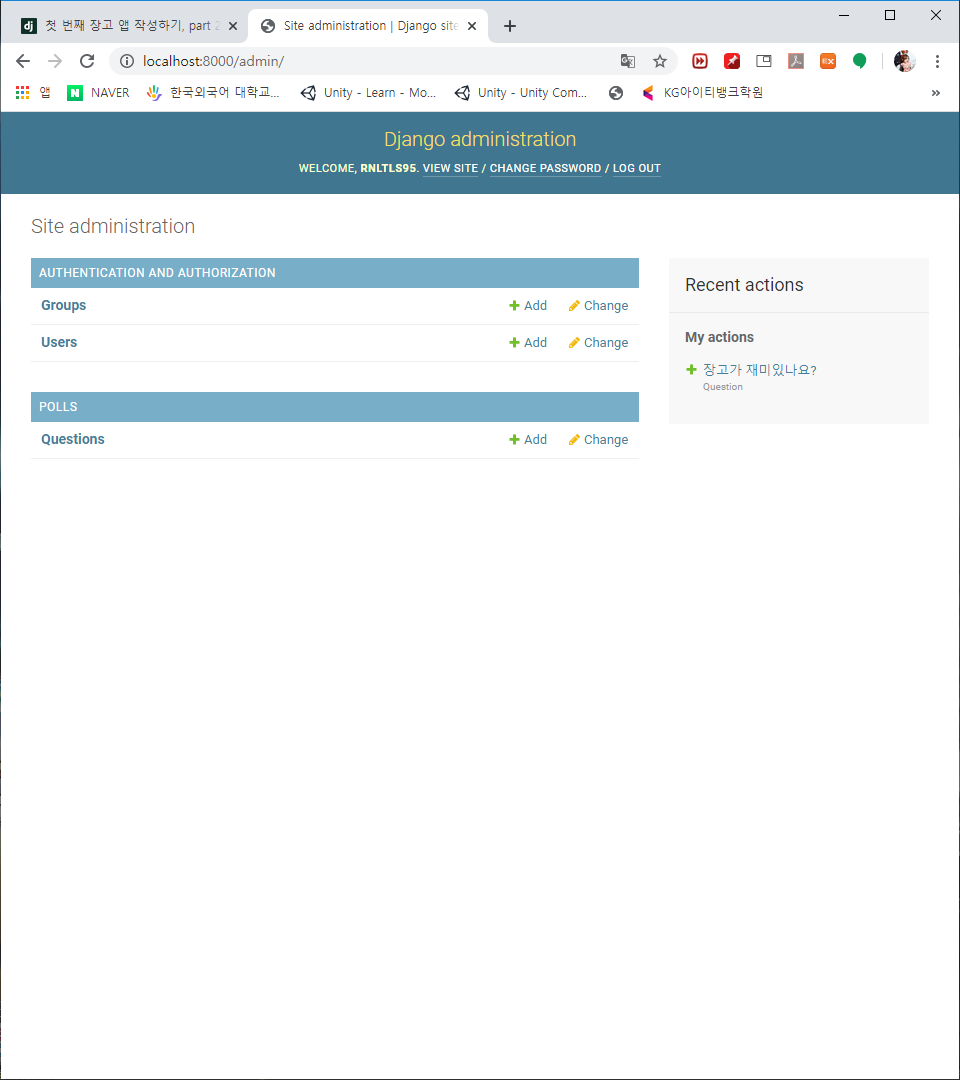 첫 번째 장고 앱 작성하기, part 2
Site administration | Django site
localhost:8000/admin/
앱 NAVER 한국외국어 대학교... Unity - Learn - Mo... Unity - Unity Com... KG아이티뱅크학원 »
Django administration
WELCOME, RNLTLS95. VIEW SITE / CHANGE PASSWORD / LOG OUT
Site administration
AUTHENTICATION AND AUTHORIZATION
Groups Add Change
Users Add Change
POLLS
Questions Add Change
Recent actions
My actions
장고가 재미있나요?
Question